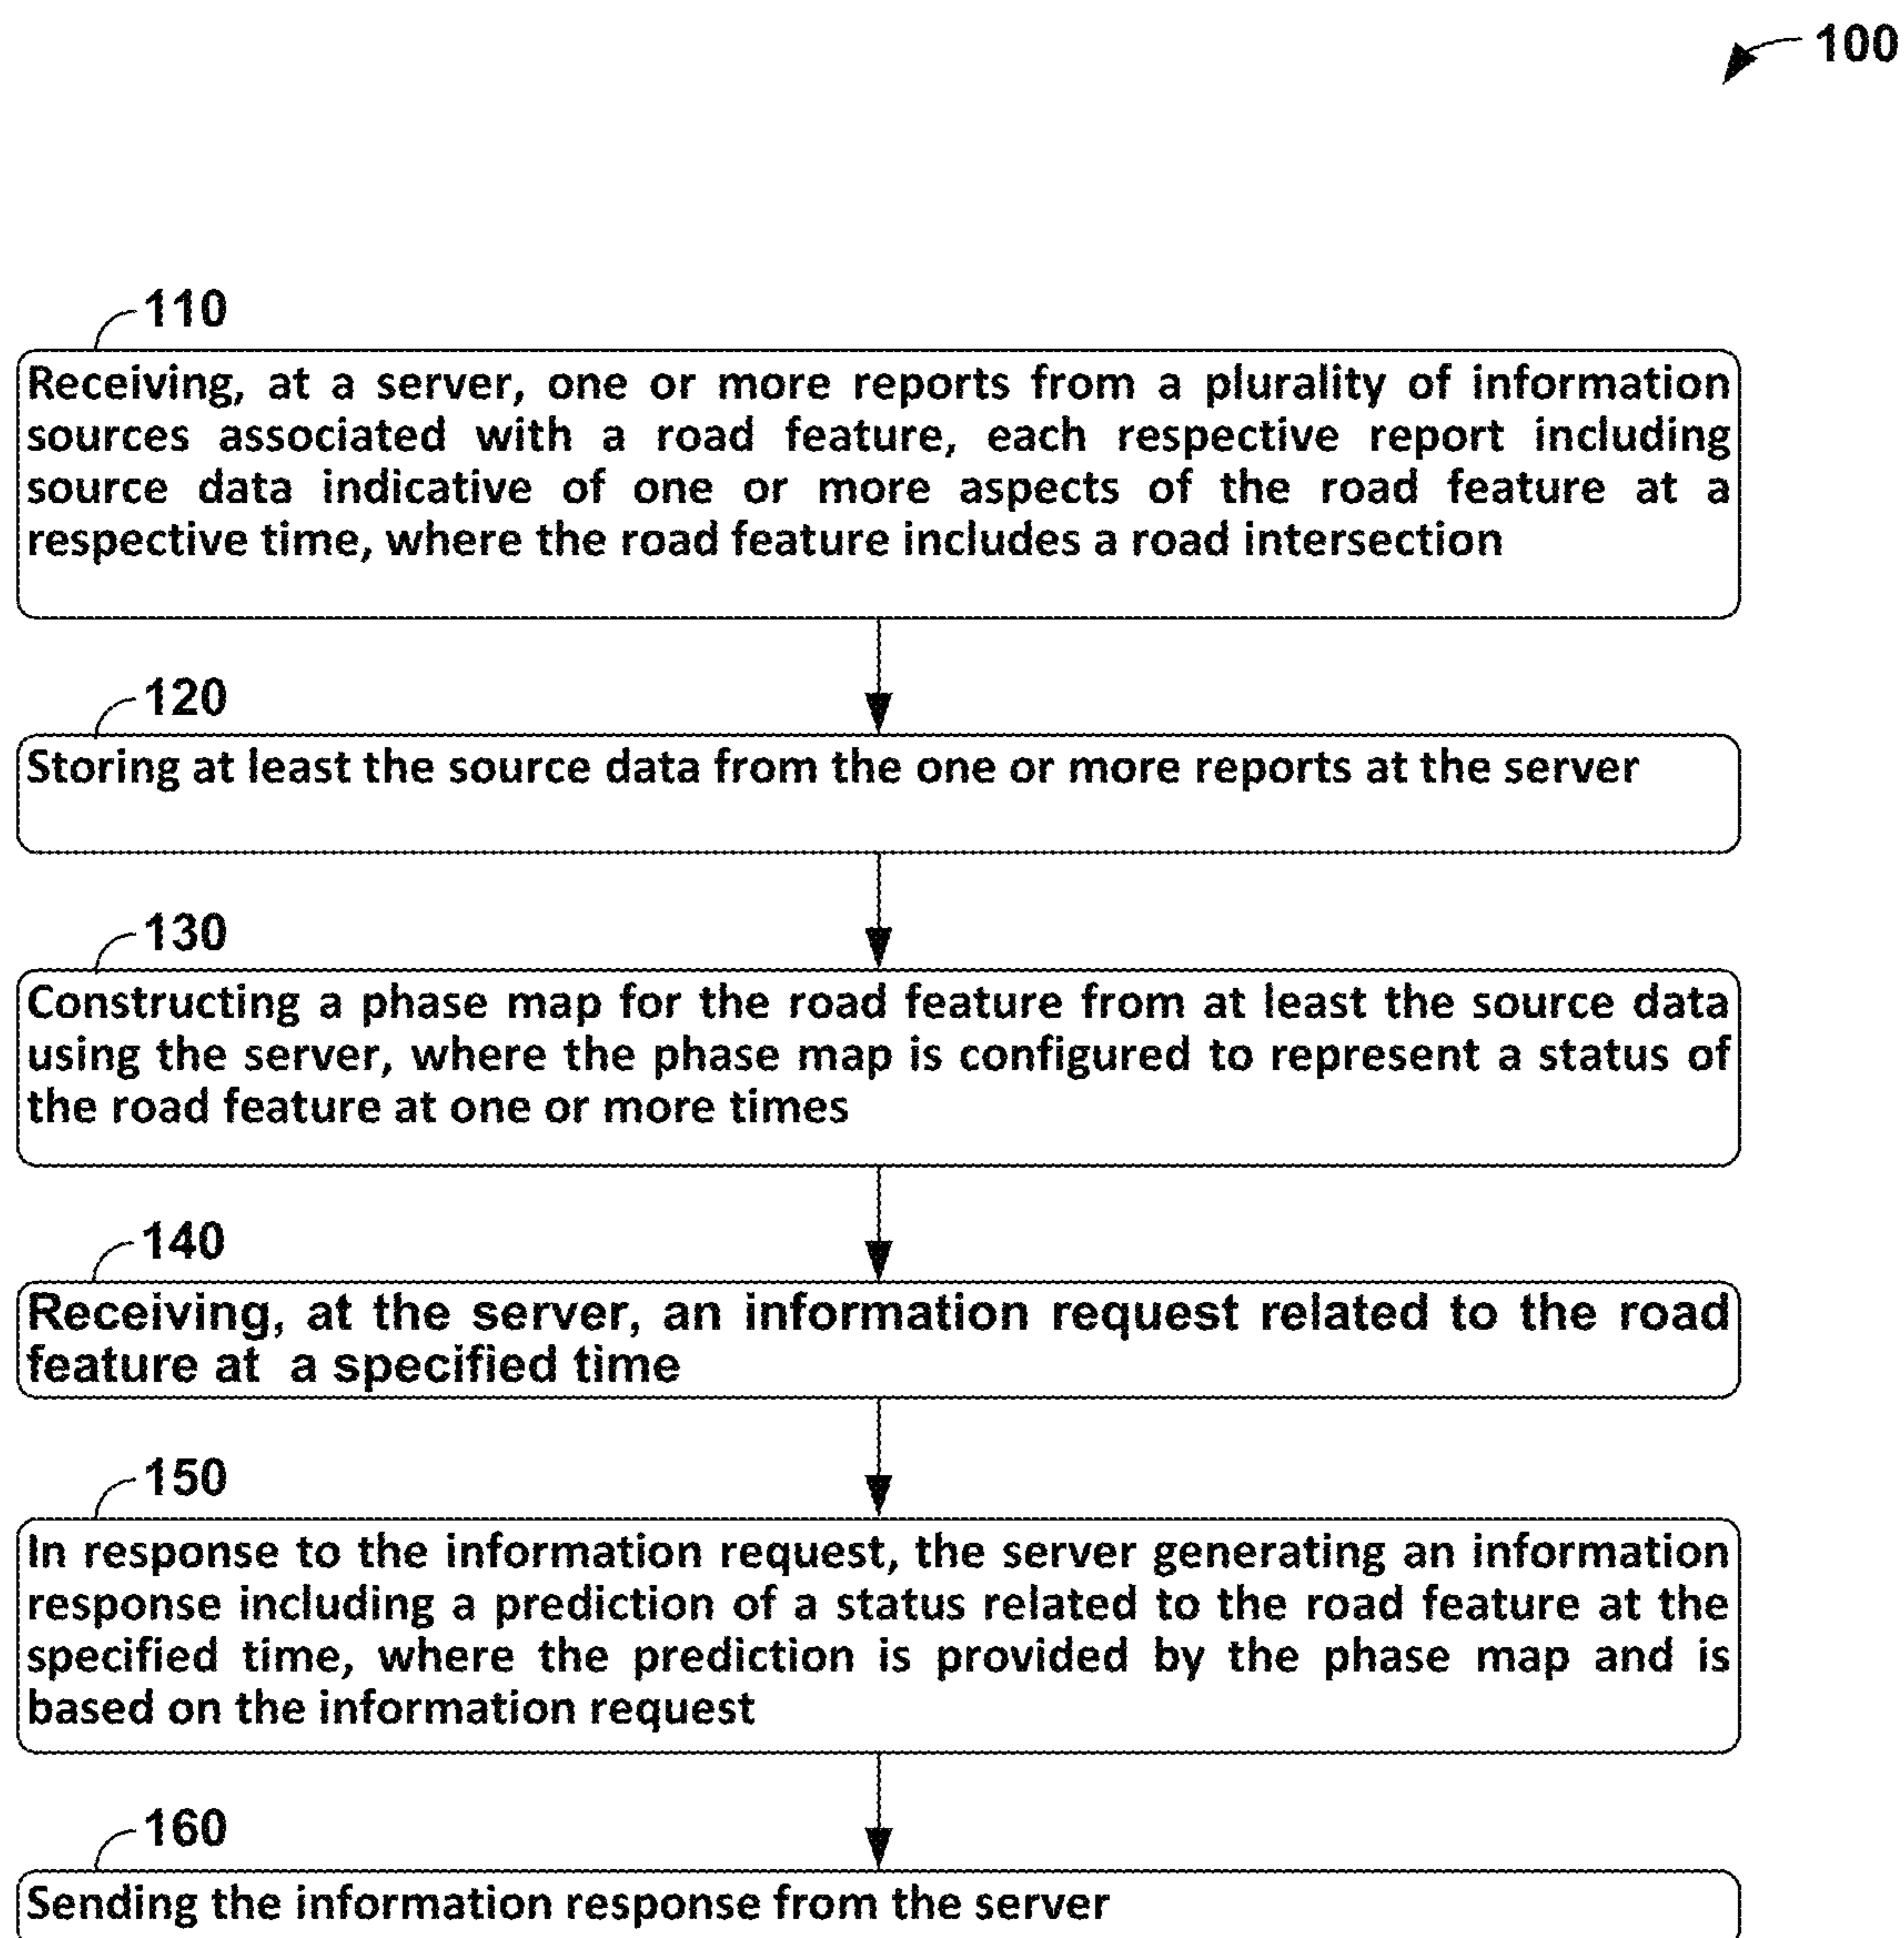 100
110
Receiving, at a server, one or more reports from a plurality of information
sources associated with a road feature, each respective report including
source data indicative of one or more aspects of the road feature at a
respective time, where the road feature includes a road intersection
120
Storing at least the source data from the one or more reports at the server
130
Constructing a phase map for the road feature from at least the source data
using the server, where the phase map is configured to represent a status of
the road feature at one or more times
140
Receiving, at the server, an information request related to the road
feature at a specified time
150
In response to the information request, the server generating an information
response including a prediction of a status related to the road feature at the
specified time, where the prediction is provided by the phase map and is
based on the information request
160
Sending the information response from the server